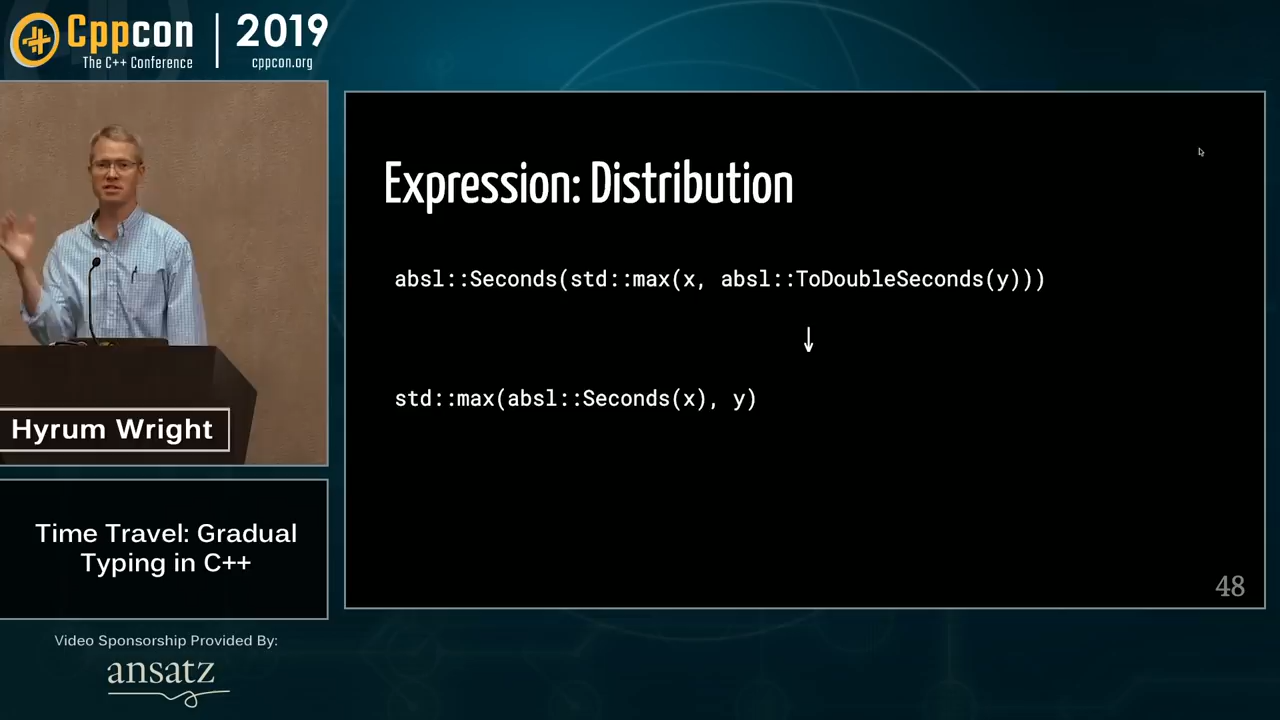 Cppcon
The C++ Conference
2019
cppcon.org
Expression: Distribution
absl::Seconds(std::max(x, absl::ToDoubleSeconds(y)))
↓
std::max(absl::Seconds(x), y)
48
Hyrum Wright
Time Travel: Gradual
Typing in C++
Video Sponsorship Provided By:
ansatz